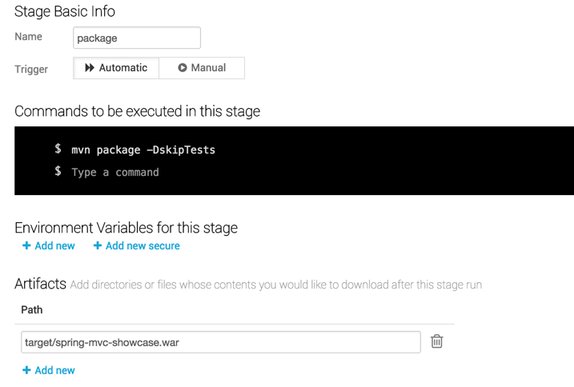 Stage Basic Info
Name package
Trigger Automatic Manual
Commands to be executed in this stage
$ mvn package -DskipTests
$ Type a command
Environment Variables for this stage
+ Add new + Add new secure
Artifacts Add directories or files whose contents you would like to download after this stage run
Path
target/spring-mvc-showcase.war
+ Add new